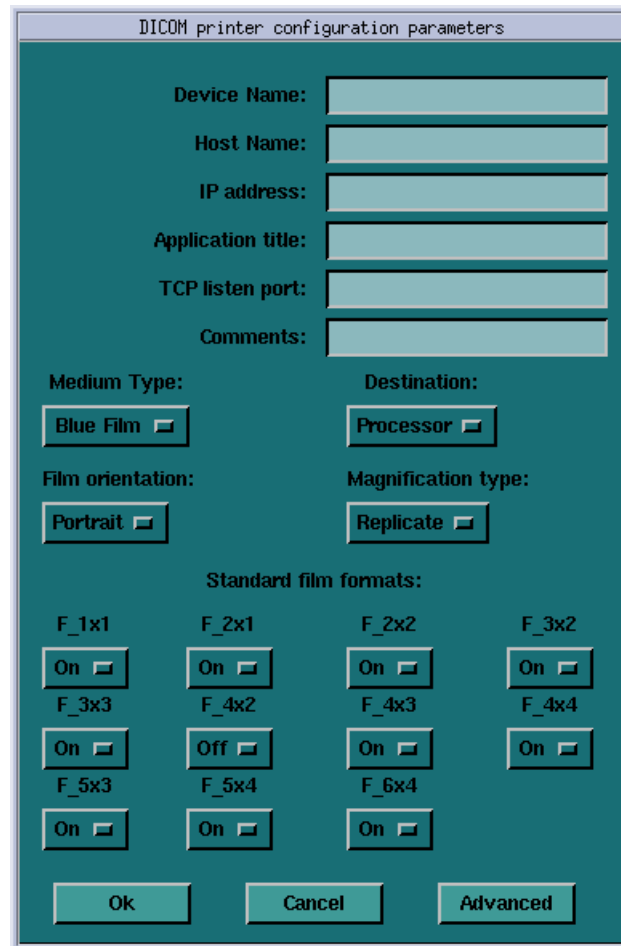 DICOM printer configuration parameters
Device Name:
Host Name:
IP address:
Application title:
TCP listen port:
Comments:
Medium Type: Destination:
Blue Film Processor
Film orientation: Magnification type:
Portrait Replicate
Standard film formats:
F_1x1 F_2x1 F_2x2 F_3x2
On On On On
F_3x3 F_4x2 F_4x3 F_4x4
On Off On On
F_5x3 F_5x4 F_6x4
On On On
Ok Cancel Advanced